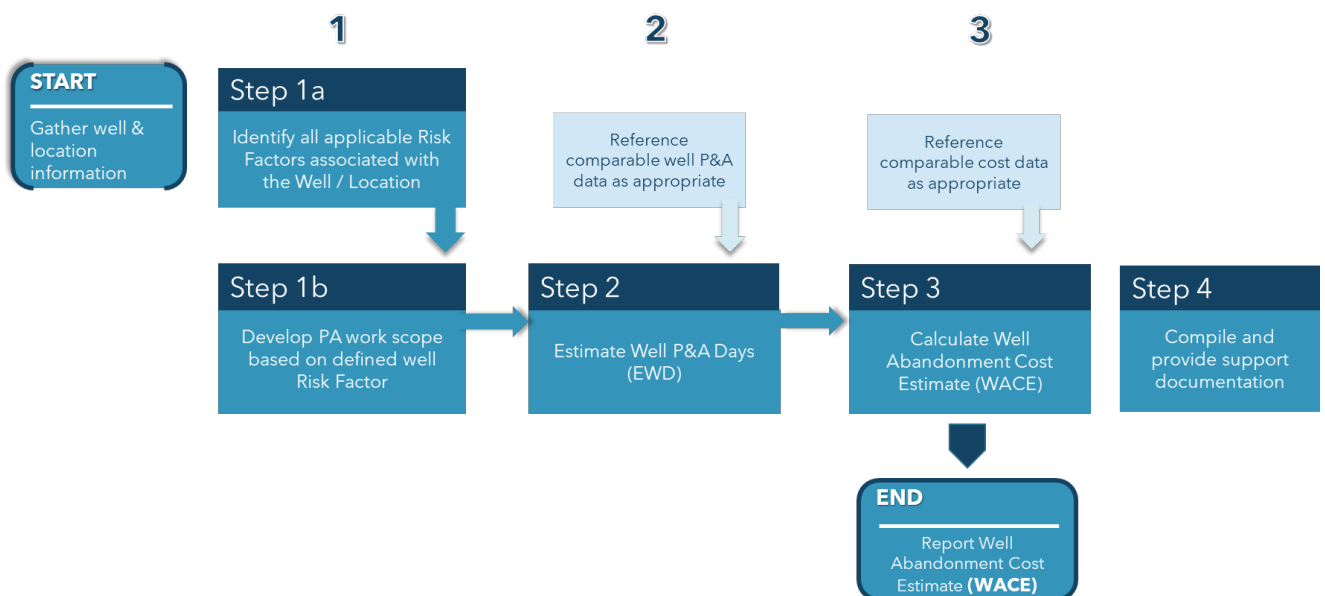 1
2
3
START
Gather well &
location
information
Step 1a
Identify all applicable Risk
Factors associated with
the Well / Location
Reference
comparable well P&A
data as appropriate
Reference
comparable cost data
as appropriate
Step 1b
Develop PA work scope
based on defined well
Risk Factor
Step 2
Estimate Well P&A Days
(EWD)
Step 3
Calculate Well
Abandonment Cost
Estimate (WACE)
Step 4
Compile and
provide support
documentation
END
Report Well
Abandonment Cost
Estimate (WACE)